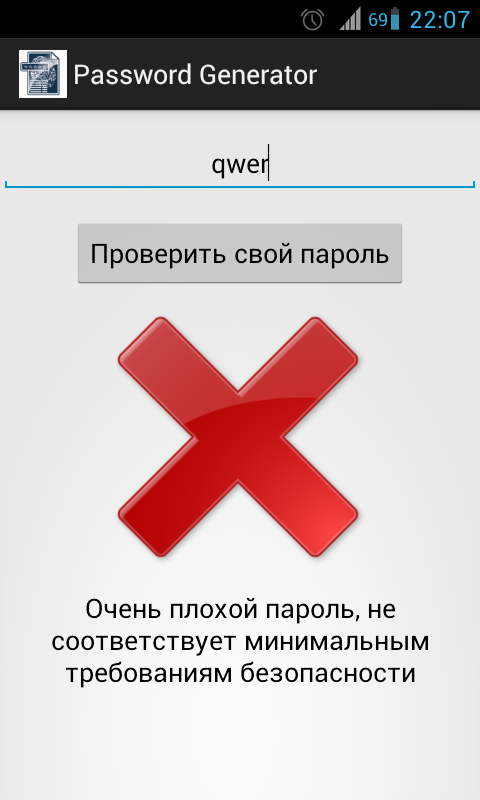 69 22:07
Password Generator
qwer
Проверить свой пароль
Очень плохой пароль, не
соответствует минимальным
требованиям безопасности